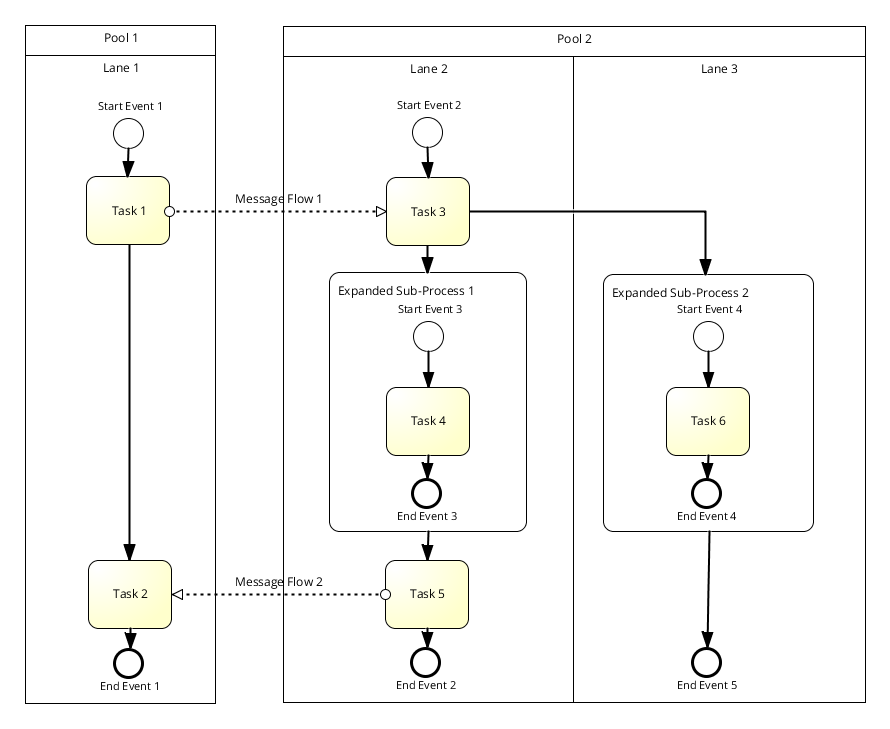 Pool 1
Pool 2
Lane 1
Lane 2
Lane 3
Start Event 1
Start Event 2
Message Flow 1
Task 1
Task 3
Expanded Sub-Process 1
Expanded Sub-Process 2
Start Event 3
Start Event 4
Task 4
Task 6
End Event 3
End Event 4
Message Flow 2
Task 2
Task 5
End Event 1
End Event 2
End Event 5